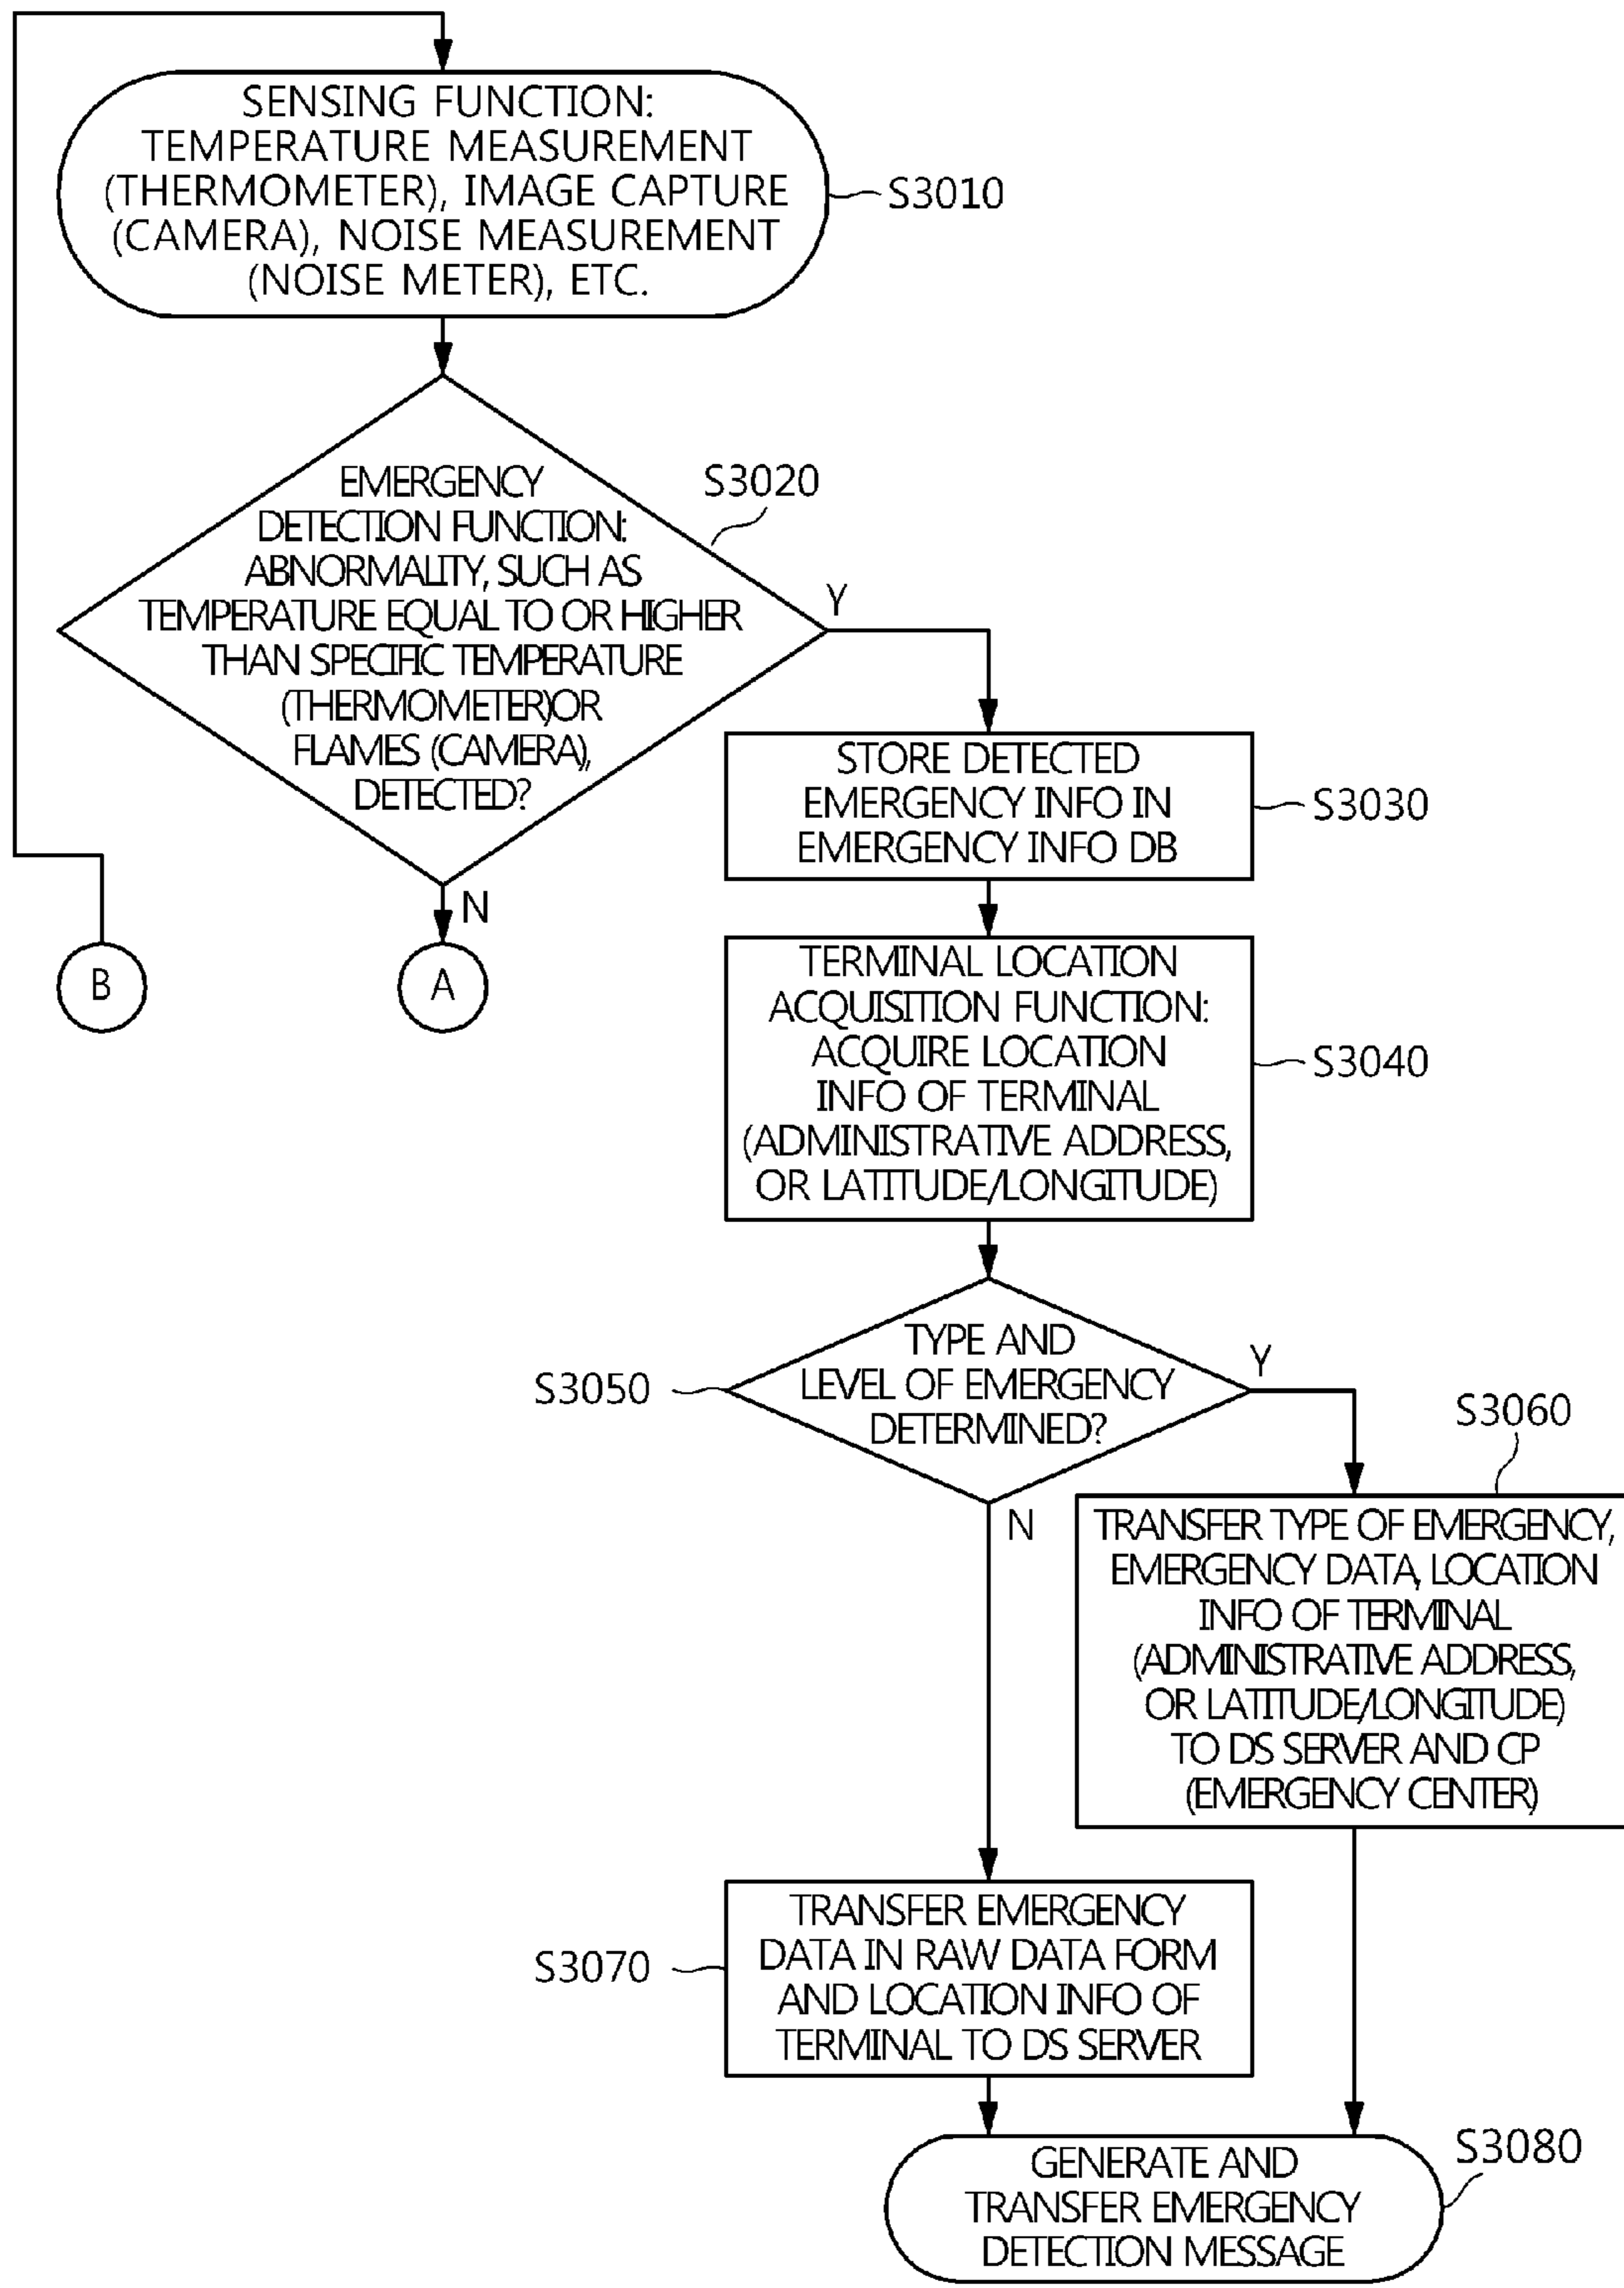 SENSING FUNCTION:
TEMPERATURE MEASUREMENT
(THERMOMETER), IMAGE CAPTURE
(CAMERA), NOISE MEASUREMENT
(NOISE METER), ETC.
S3010
EMERGENCY
DETECTION FUNCTION:
ABNORMALITY, SUCH AS
TEMPERATURE EQUAL TO OR HIGHER
THAN SPECIFIC TEMPERATURE
(THERMOMETER)OR
FLAMES (CAMERA),
DETECTED?
S3020
Y
N
B
A
STORE DETECTED
EMERGENCY INFO IN
EMERGENCY INFO DB
S3030
TERMINAL LOCATION
ACQUISITION FUNCTION:
ACQUIRE LOCATION
INFO OF TERMINAL
(ADMINISTRATIVE ADDRESS,
OR LATITUDE/LONGITUDE)
S3040
TYPE AND
LEVEL OF EMERGENCY
DETERMINED?
S3050
Y
N
S3060
TRANSFER TYPE OF EMERGENCY,
EMERGENCY DATA, LOCATION
INFO OF TERMINAL
(ADMINISTRATIVE ADDRESS,
OR LATITUDE/LONGITUDE)
TO DS SERVER AND CP
(EMERGENCY CENTER)
TRANSFER EMERGENCY
DATA IN RAW DATA FORM
AND LOCATION INFO OF
TERMINAL TO DS SERVER
S3070
GENERATE AND
TRANSFER EMERGENCY
DETECTION MESSAGE
S3080